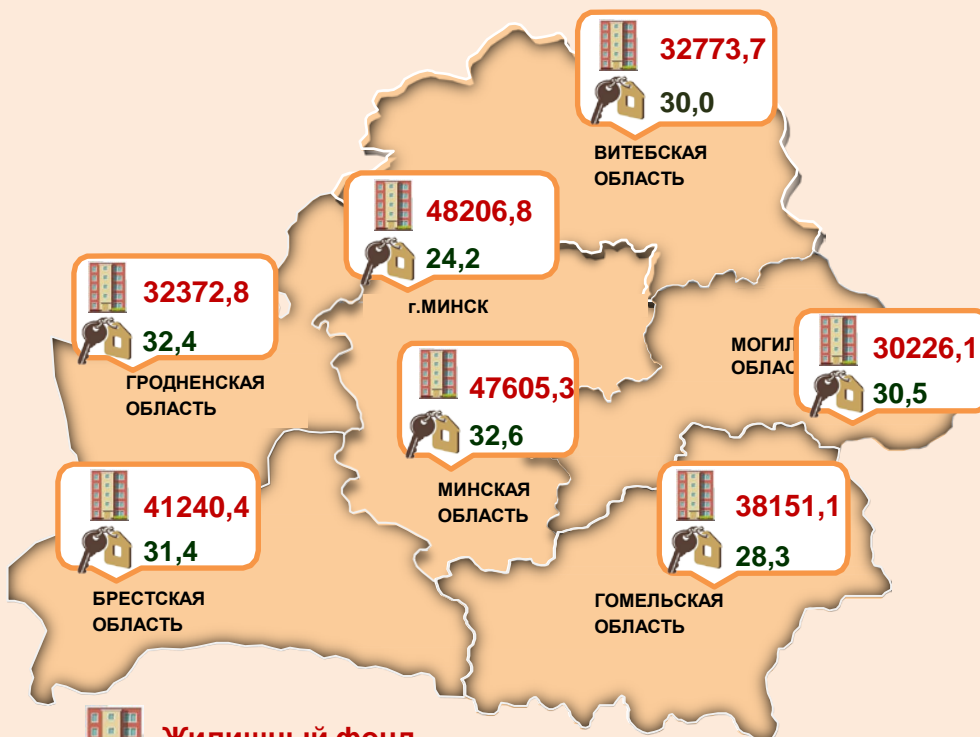 32773,7
30,0
ВИТЕБСКАЯ
ОБЛАСТЬ
48206,8
24,2
г.МИНСК
32372,8
32,4
ГРОДНЕНСКАЯ
ОБЛАСТЬ
30226,1
30,5
47605,3
32,6
МИНСКАЯ
ОБЛАСТЬ
41240,4
31,4
БРЕСТСКАЯ
ОБЛАСТЬ
38151,1
28,3
ГОМЕЛЬСКАЯ
ОБЛАСТЬ
Жилищный фонд